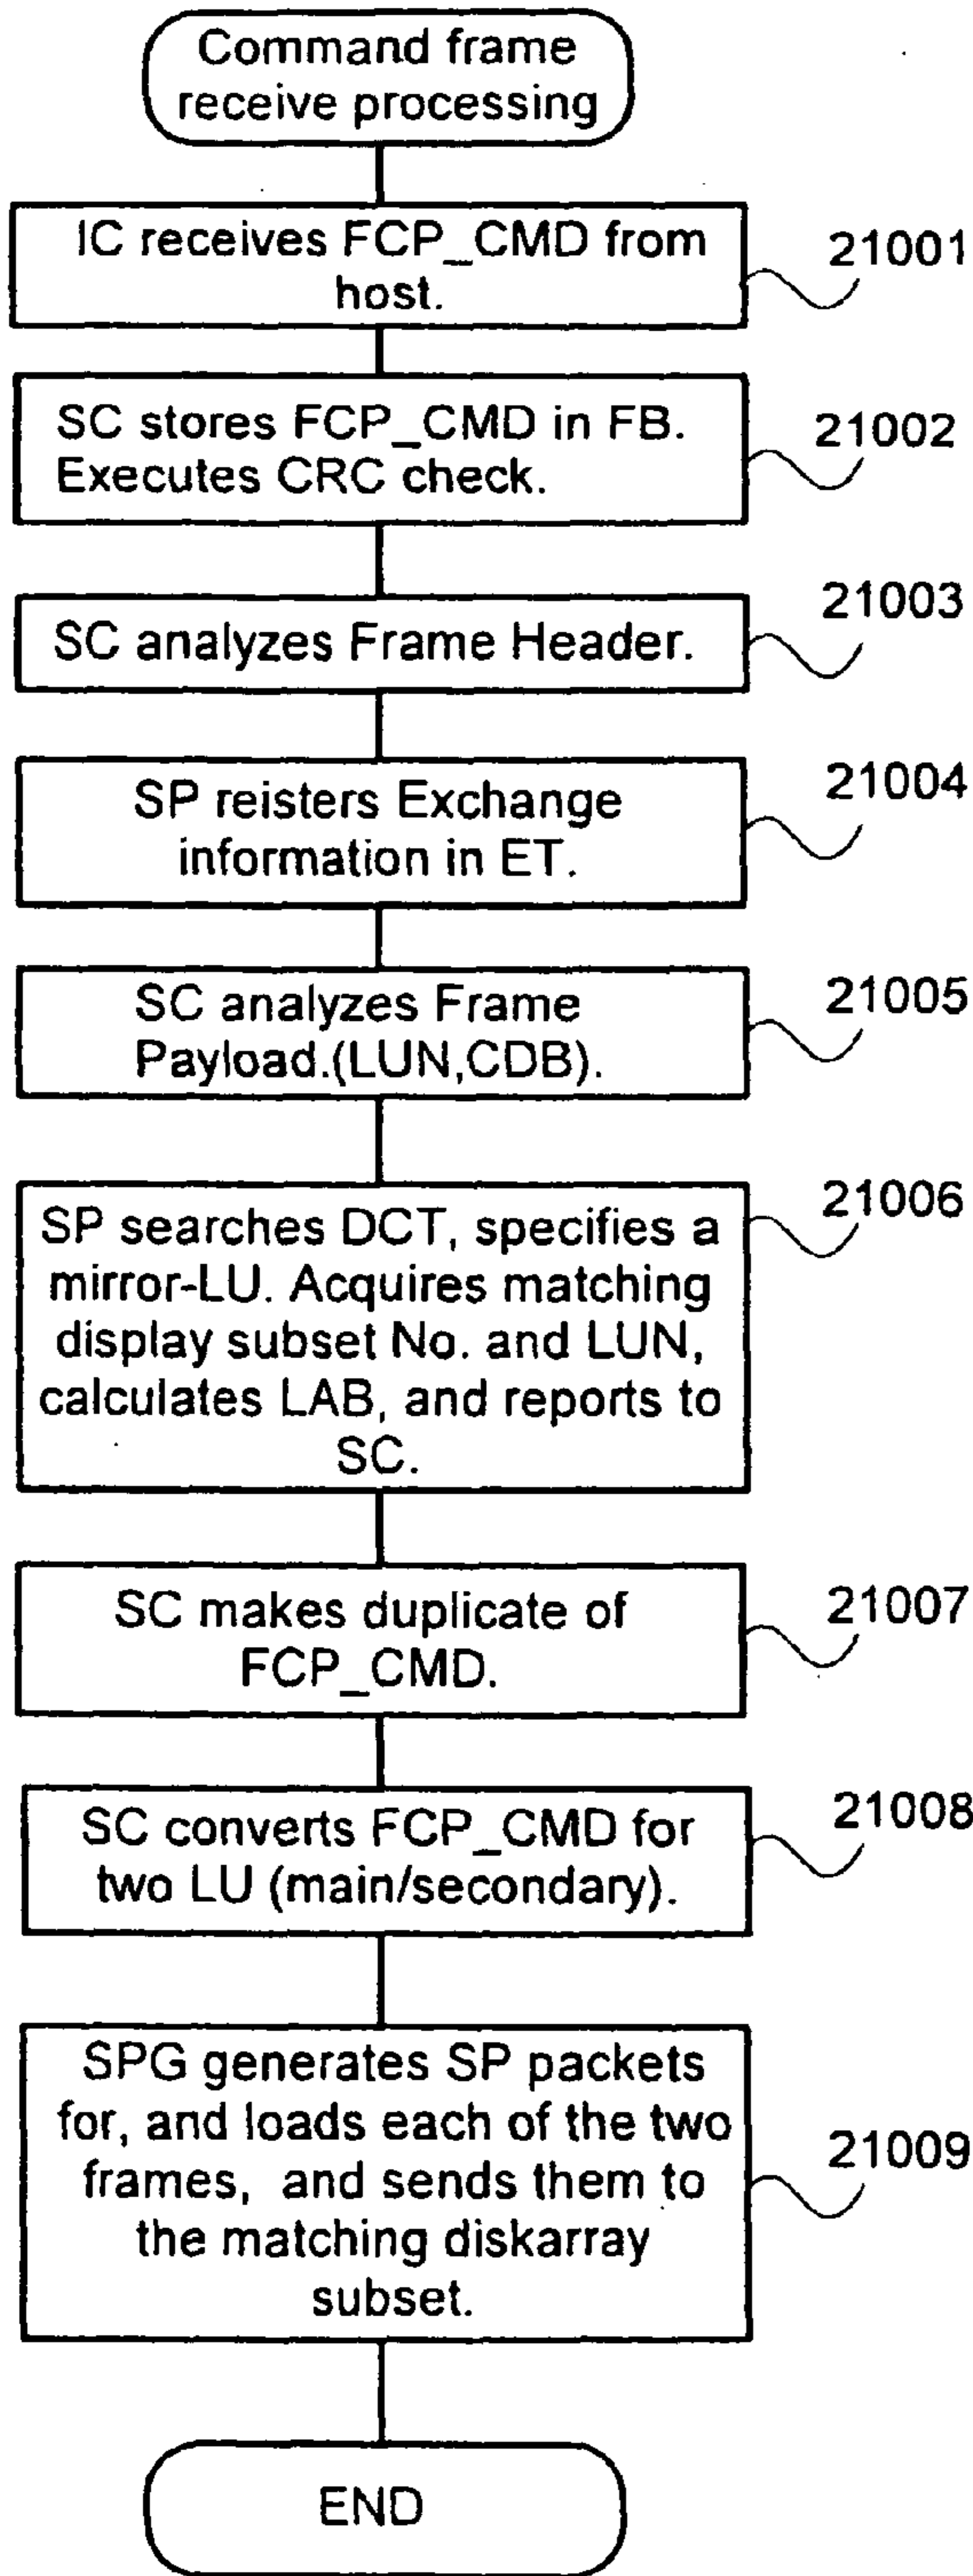 Command frame
receive processing
IC receives FCP_CMD from
host.
21001
SC stores FCP_CMD in FB.
Executes CRC check.
21002
SC analyzes Frame Header.
21003
SP reisters Exchange
information in ET.
21004
SC analyzes Frame
Payload.(LUN,CDB).
21005
SP searches DCT, specifies a
mirror-LU. Acquires matching
display subset No. and LUN,
calculates LAB, and reports to
SC.
21006
SC makes duplicate of
FCP_CMD.
21007
SC converts FCP_CMD for
two LU (main/secondary).
21008
SPG generates SP packets
for, and loads each of the two
frames, and sends them to
the matching diskarray
subset.
21009
END